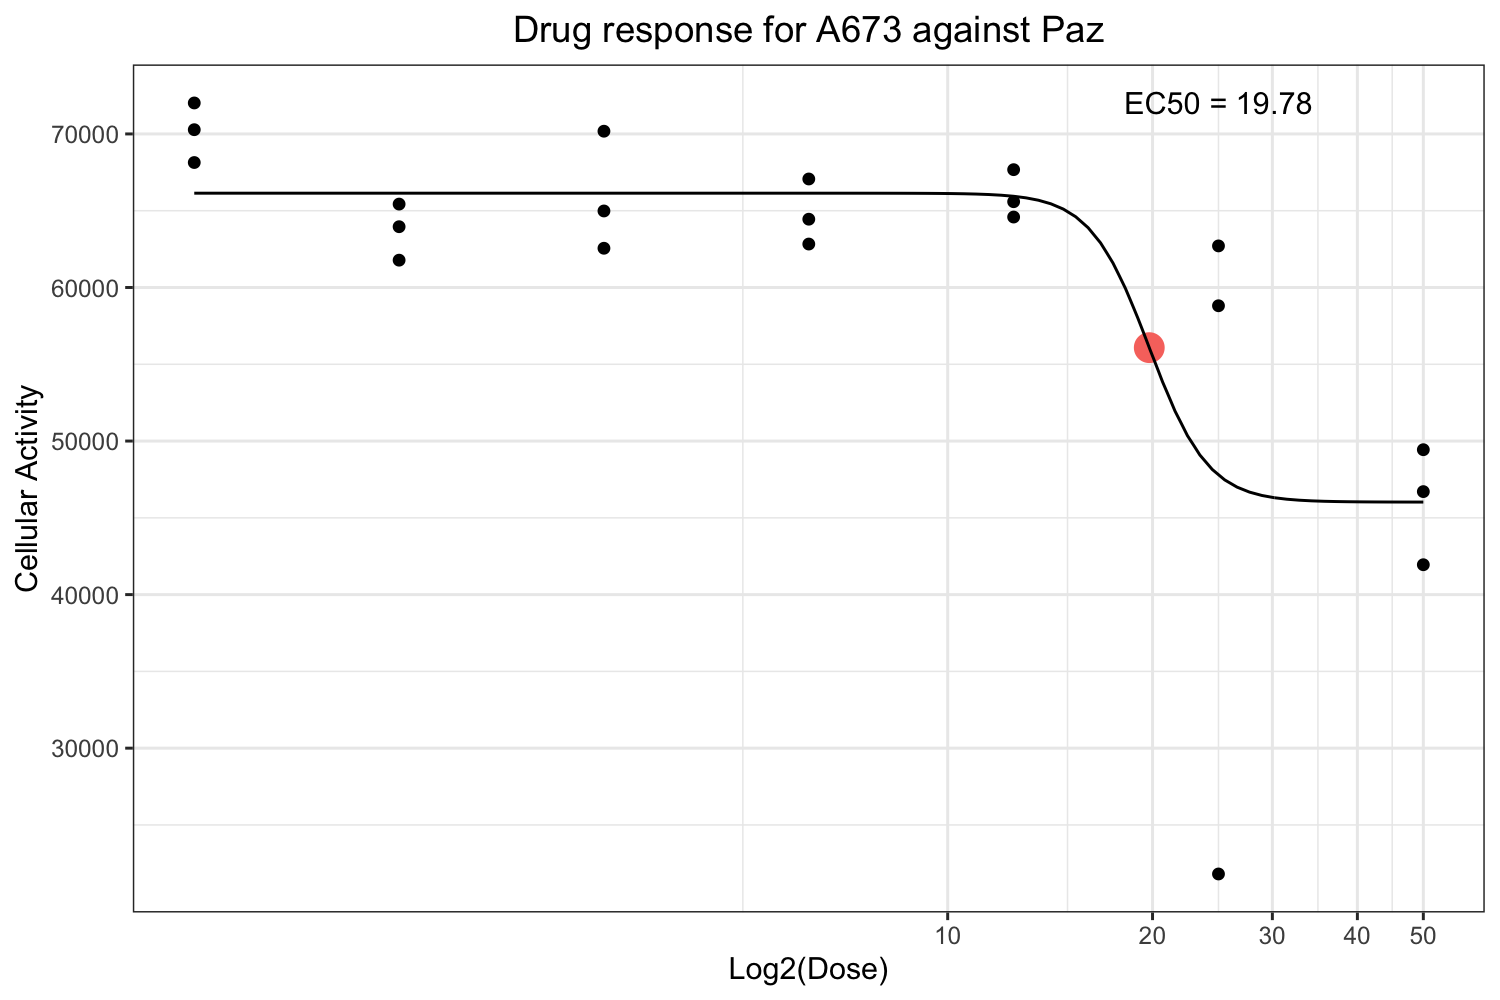 Drug response for A673 against Paz
EC50 = 19.78
70000
60000
50000
40000
30000
Cellular Activity
10 20 30 40 50
Log2(Dose)